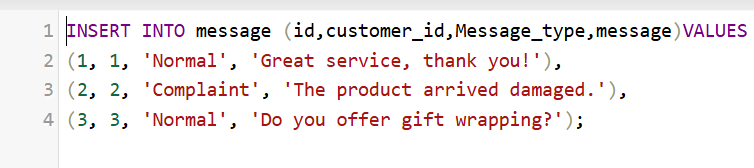 1 INSERT INTO message (id,customer_id,Message_type,message)VALUES
2 (1, 1, 'Normal', 'Great service, thank you!'),
3 (2, 2, 'Complaint', 'The product arrived damaged.'),
4 (3, 3, 'Normal', 'Do you offer gift wrapping?');